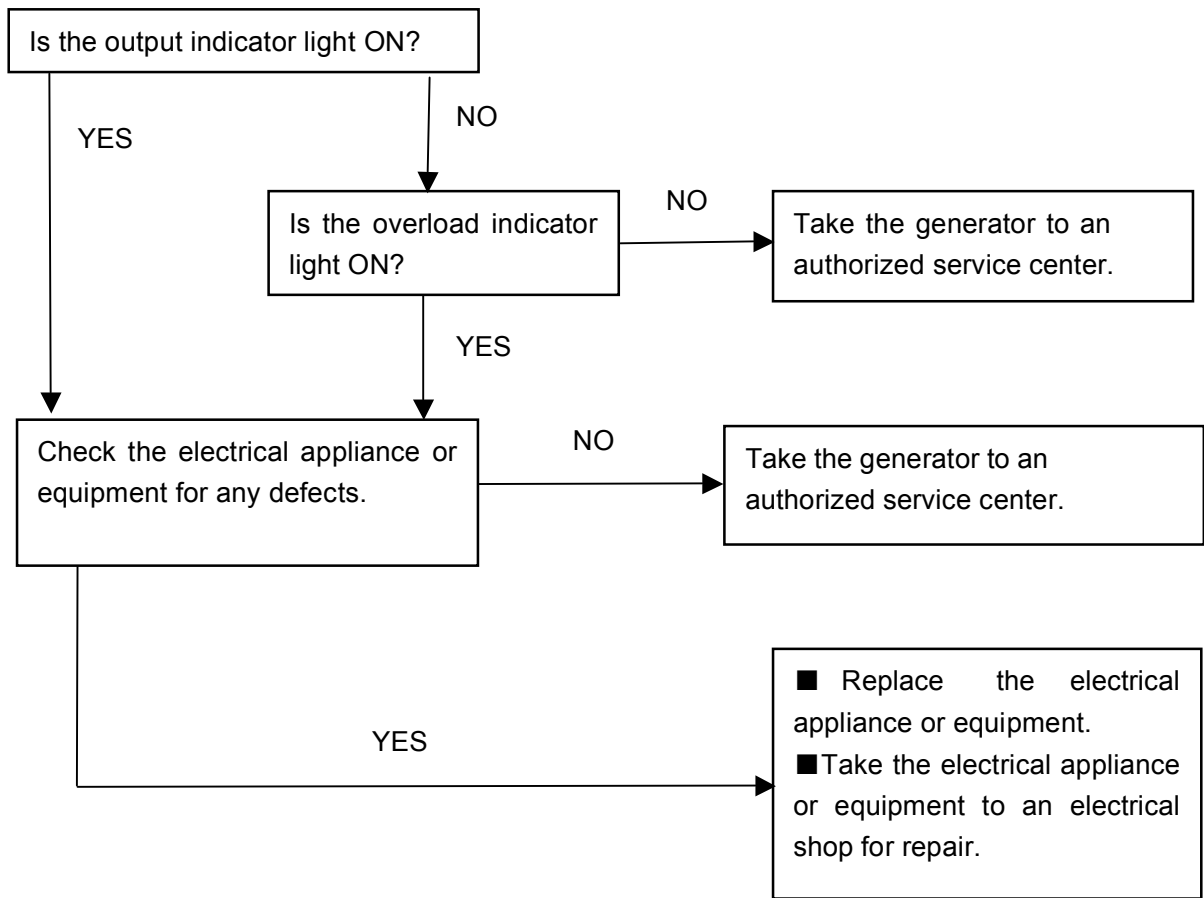 Is the output indicator light ON?
YES
NO
Is the overload indicator
light ON?
NO
Take the generator to an
authorized service center.
YES
Check the electrical appliance or
equipment for any defects.
NO
Take the generator to an
authorized service center.
YES
■ Replace the electrical
appliance or equipment.
■Take the electrical appliance
or equipment to an electrical
shop for repair.